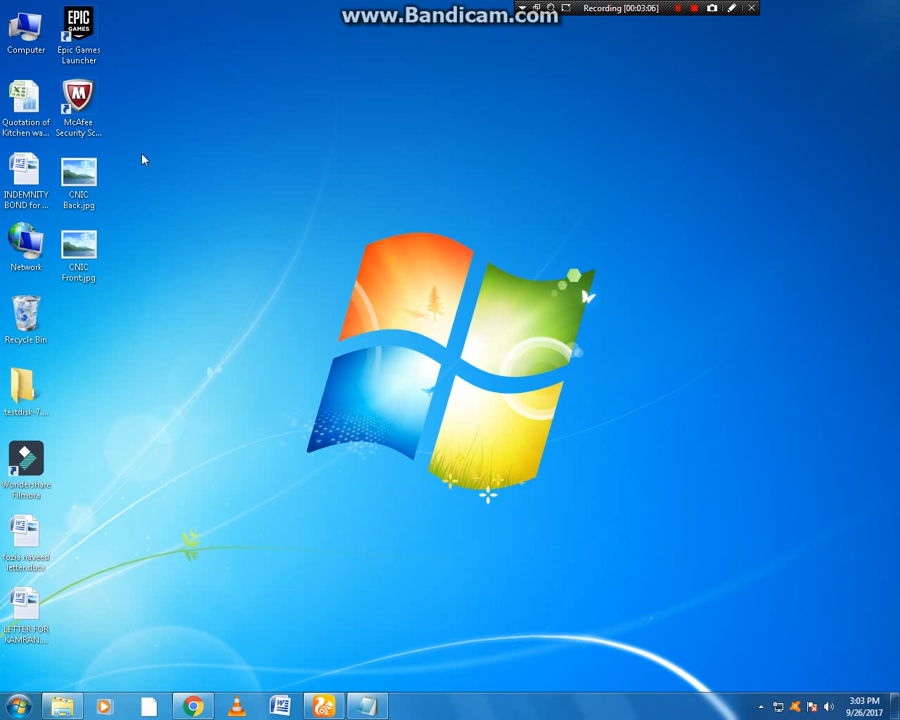 www.Bandicam.com
Recording [00:03:06]
Computer
EPIC
GAMES
Epic Games
Launcher
Quotation of
Kitchen wa...
McAfee
Security Sc...
INDEMNITY
BOND for ...
CNIC
Back.jpg
Network
CNIC
Front.jpg
Recycle Bin
testdisk-7....
Wondershare
Filmora
fozia naveed
letter.docx
LETTER FOR
KAMRAN....
3:03 PM
9/26/2017